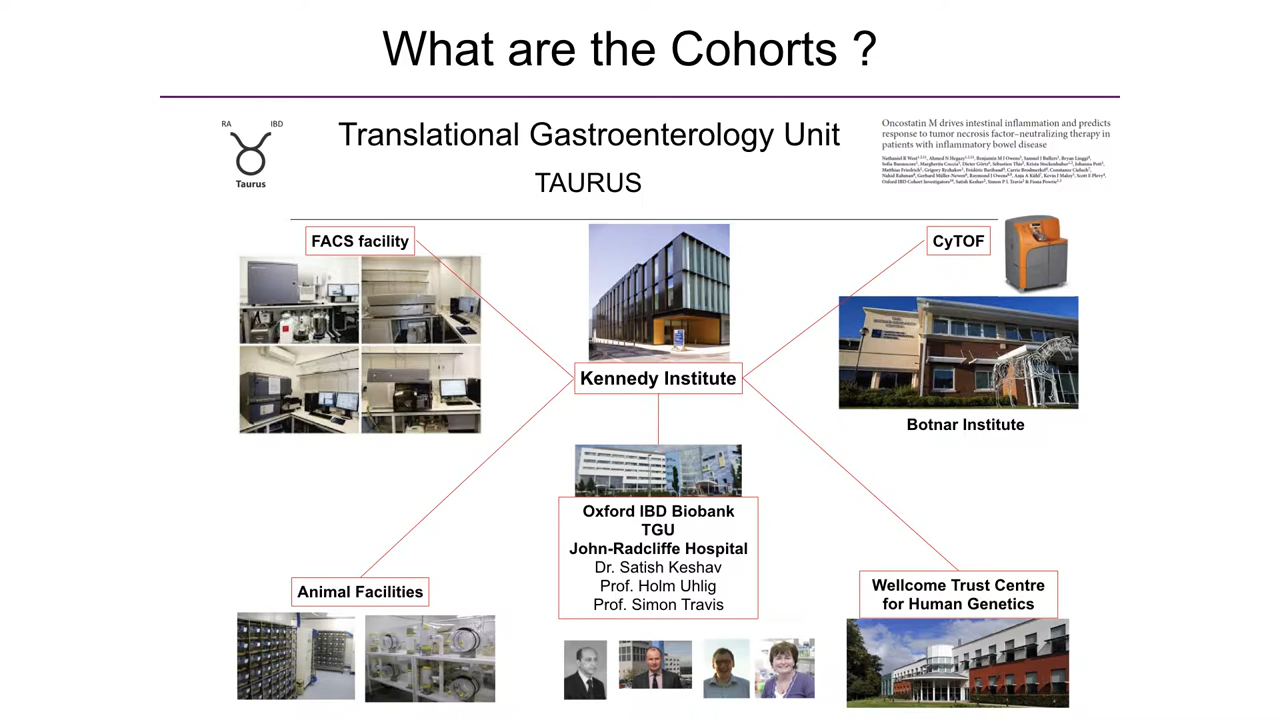 What are the Cohorts ?
RA IBD
Taurus
Translational Gastroenterology Unit
TAURUS
Oncostatin M drives intestinal inflammation and predicts
response to tumor necrosis factor–neutralizing therapy in
patients with inflammatory bowel disease
FACS facility
CyTOF
Kennedy Institute
Botnar Institute
Oxford IBD Biobank
TGU
John-Radcliffe Hospital
Dr. Satish Keshav
Prof. Holm Uhlig
Prof. Simon Travis
Animal Facilities
Wellcome Trust Centre
for Human Genetics